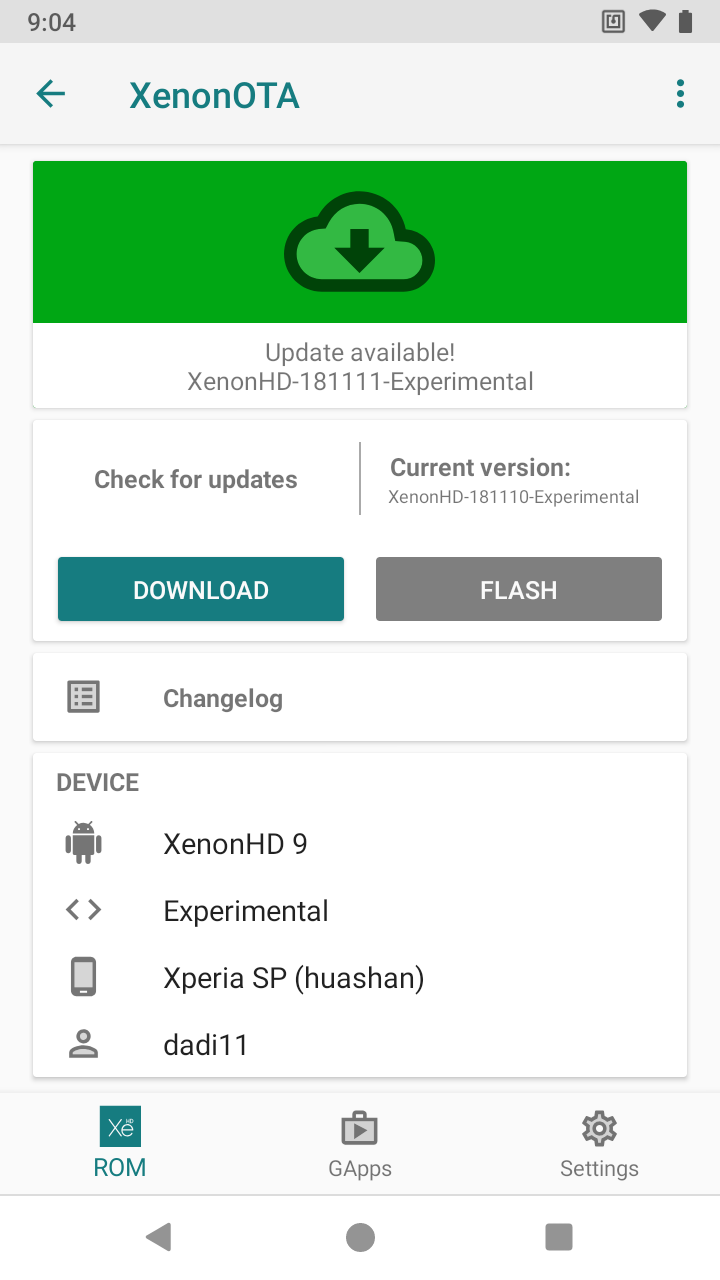 9:04
XenonOTA
Update available!
XenonHD-181111-Experimental
Check for updates
Current version:
XenonHD-181110-Experimental
DOWNLOAD
FLASH
Changelog
DEVICE
XenonHD 9
Experimental
Xperia SP (huashan)
dadi11
Xe HD
ROM
GApps
Settings